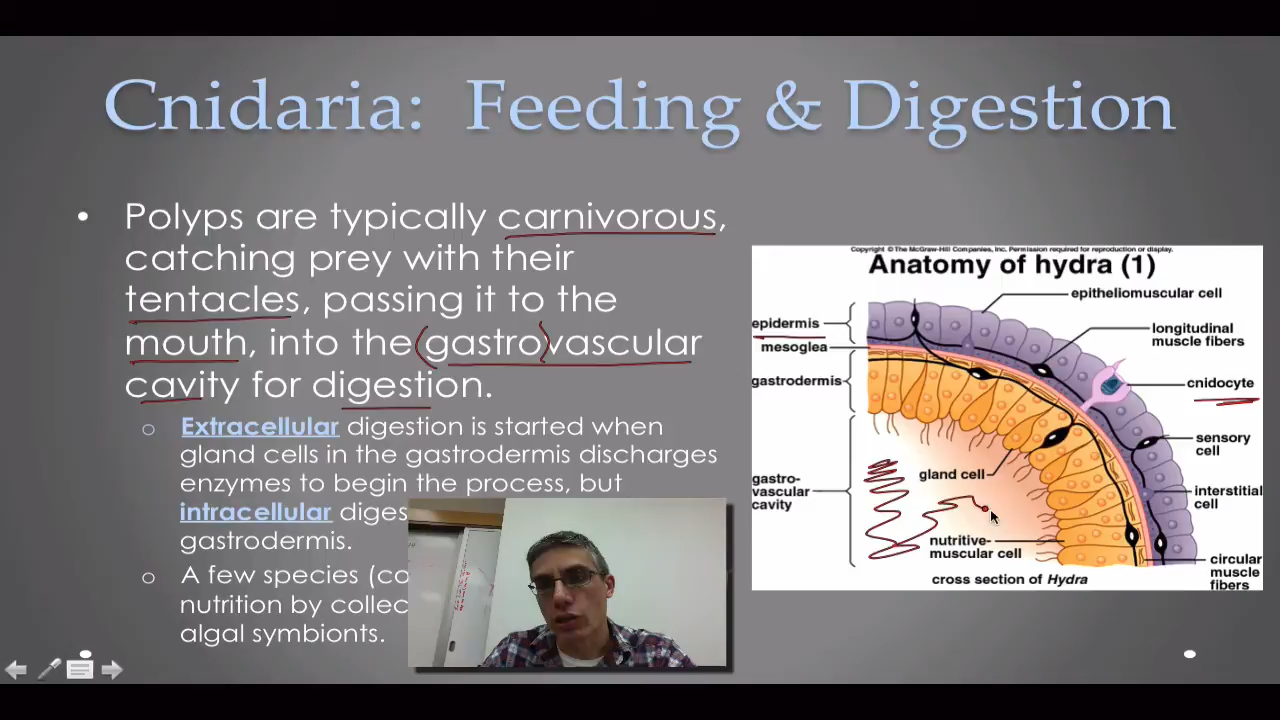 Cnidaria: Feeding & Digestion
• Polyps are typically carnivorous,
catching prey with their
tentacles, passing it to the
mouth, into the (gastro)vascular
cavity for digestion.
o Extracellular digestion is started when
gland cells in the gastrodermis discharges
enzymes to begin the process, but
intracellular diges
gastrodermis.
o A few species (co
nutrition by collec
algal symbionts.
Copyright © The McGraw-Hill Companies, Inc. Permission required for reproduction or display.
Anatomy of hydra (1)
epitheliomuscular cell
epidermis
longitudinal
muscle fibers
mesoglea
gastrodermis
cnidocyte
sensory
cell
gland cell
gastro-
vascular
cavity
interstitial
cell
nutritive-
muscular cell
circular
muscle
fibers
cross section of Hydra